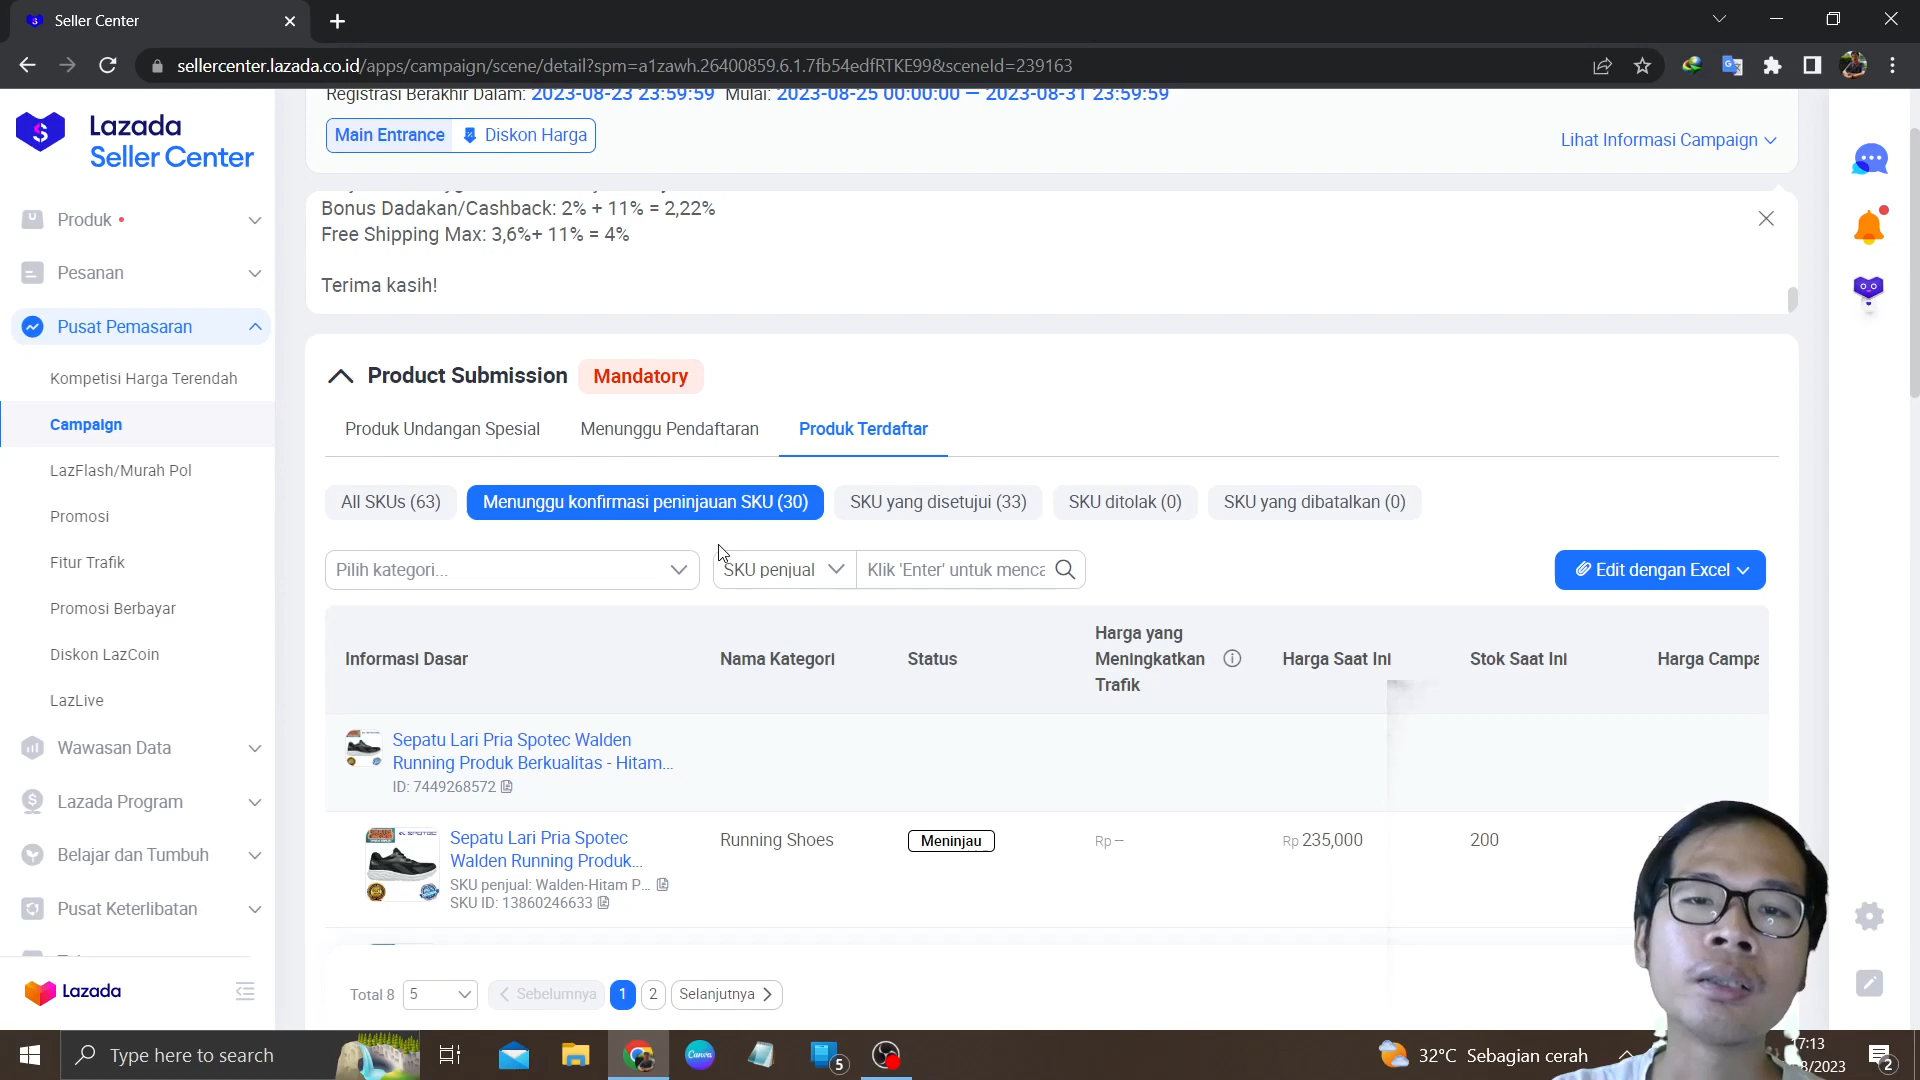 Seller Center
sellercenter.lazada.co.id/apps/campaign/scene/detail?spm=a1zawh.26400859.6.1.7fb54edfRTKE99&sceneId=239163
Lazada
Seller Center
Produk
Pesanan
Pusat Pemasaran
Kompetisi Harga Terendah
Campaign
LazFlash/Murah Pol
Promosi
Fitur Trafik
Promosi Berbayar
Diskon LazCoin
LazLive
Wawasan Data
Lazada Program
Belajar dan Tumbuh
Pusat Keterlibatan
Lazada
Registrasi Berakhir Dalam: 2023-08-23 23:59:59 Mulai: 2023-08-25 00:00:00 — 2023-08-31 23:59:59
Main Entrance Diskon Harga
Lihat Informasi Campaign
Bonus Dadakan/Cashback: 2% + 11% = 2,22%
Free Shipping Max: 3,6%+ 11% = 4%
Terima kasih!
Product Submission Mandatory
Produk Undangan Spesial Menunggu Pendaftaran Produk Terdaftar
All SKUs (63) Menunggu konfirmasi peninjauan SKU (30) SKU yang disetujui (33) SKU ditolak (0) SKU yang dibatalkan (0)
Pilih kategori... SKU penjual Klik 'Enter' untuk menca Edit dengan Excel
Informasi Dasar Nama Kategori Status Harga yang Meningkatkan Trafik Harga Saat Ini Stok Saat Ini Harga Campa
Sepatu Lari Pria Spotec Walden
Running Produk Berkualitas - Hitam...
ID: 7449268572
Sepatu Lari Pria Spotec
Walden Running Produk...
SKU penjual: Walden-Hitam P...
SKU ID: 13860246633
Running Shoes Meninjau Rp -- Rp 235,000 200
Total 8 5 Sebelumnya 1 2 Selanjutnya
Type here to search
Canva
5
32°C Sebagian cerah
7:13
8/2023
2